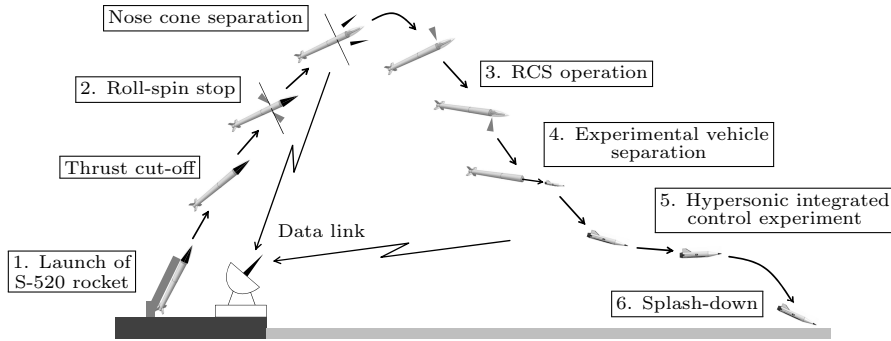 Nose cone separation
2. Roll-spin stop
3. RCS operation
4. Experimental vehicle
separation
Thrust cut-off
5. Hypersonic integrated
control experiment
Data link
1. Launch of
S-520 rocket
6. Splash-down